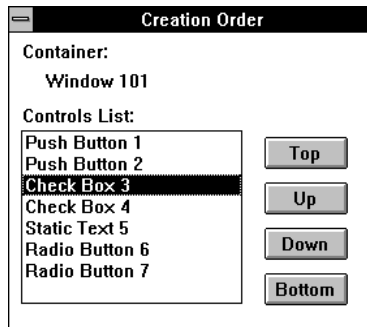 Creation Order
Container:
Window 101
Controls List:
Push Button 1
Push Button 2
Check Box 3
Check Box 4
Static Text 5
Radio Button 6
Radio Button 7
Top
Up
Down
Bottom